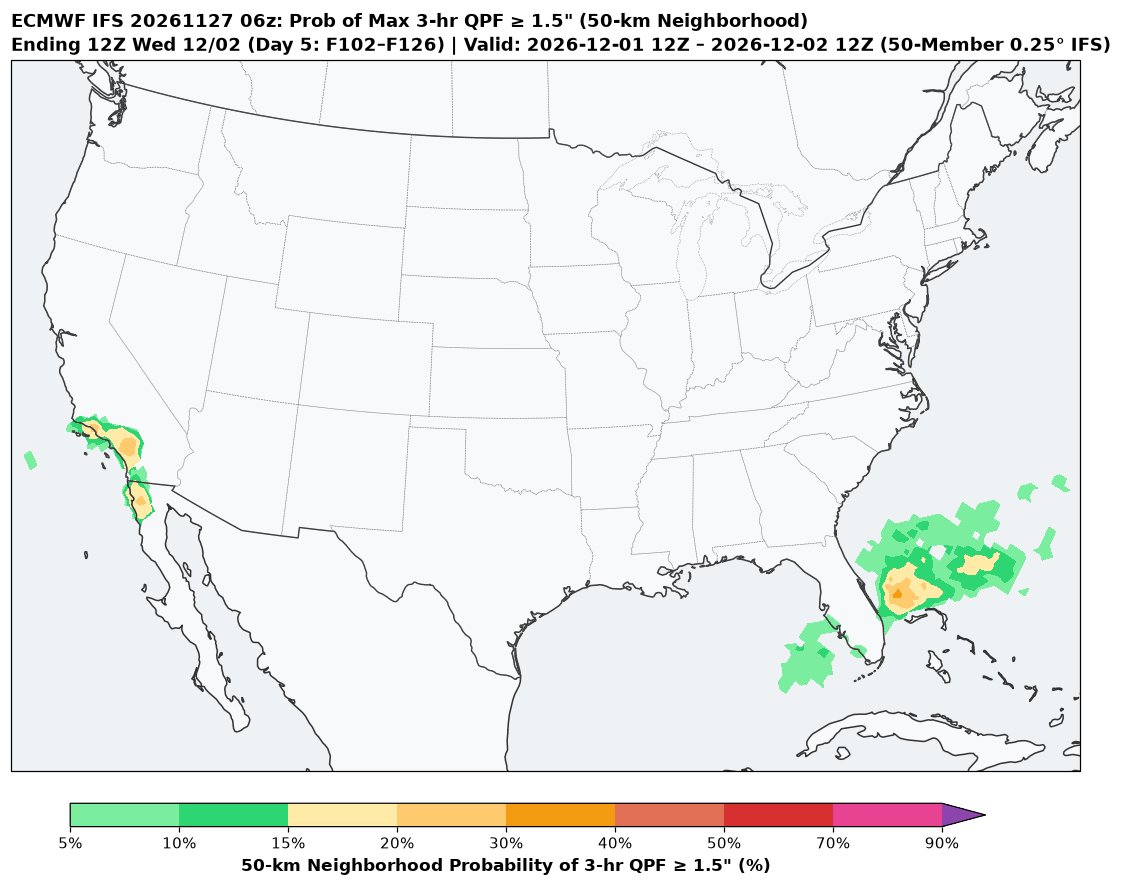 ECMWF IFS 20261127 06z: Prob of Max 3-hr QPF ≥ 1.5" (50-km Neighborhood)
Ending 12Z Wed 12/02 (Day 5: F102–F126) | Valid: 2026-12-01 12Z – 2026-12-02 12Z (50-Member 0.25° IFS)
5% 10% 15% 20% 30% 40% 50% 70% 90%
50-km Neighborhood Probability of 3-hr QPF ≥ 1.5" (%)